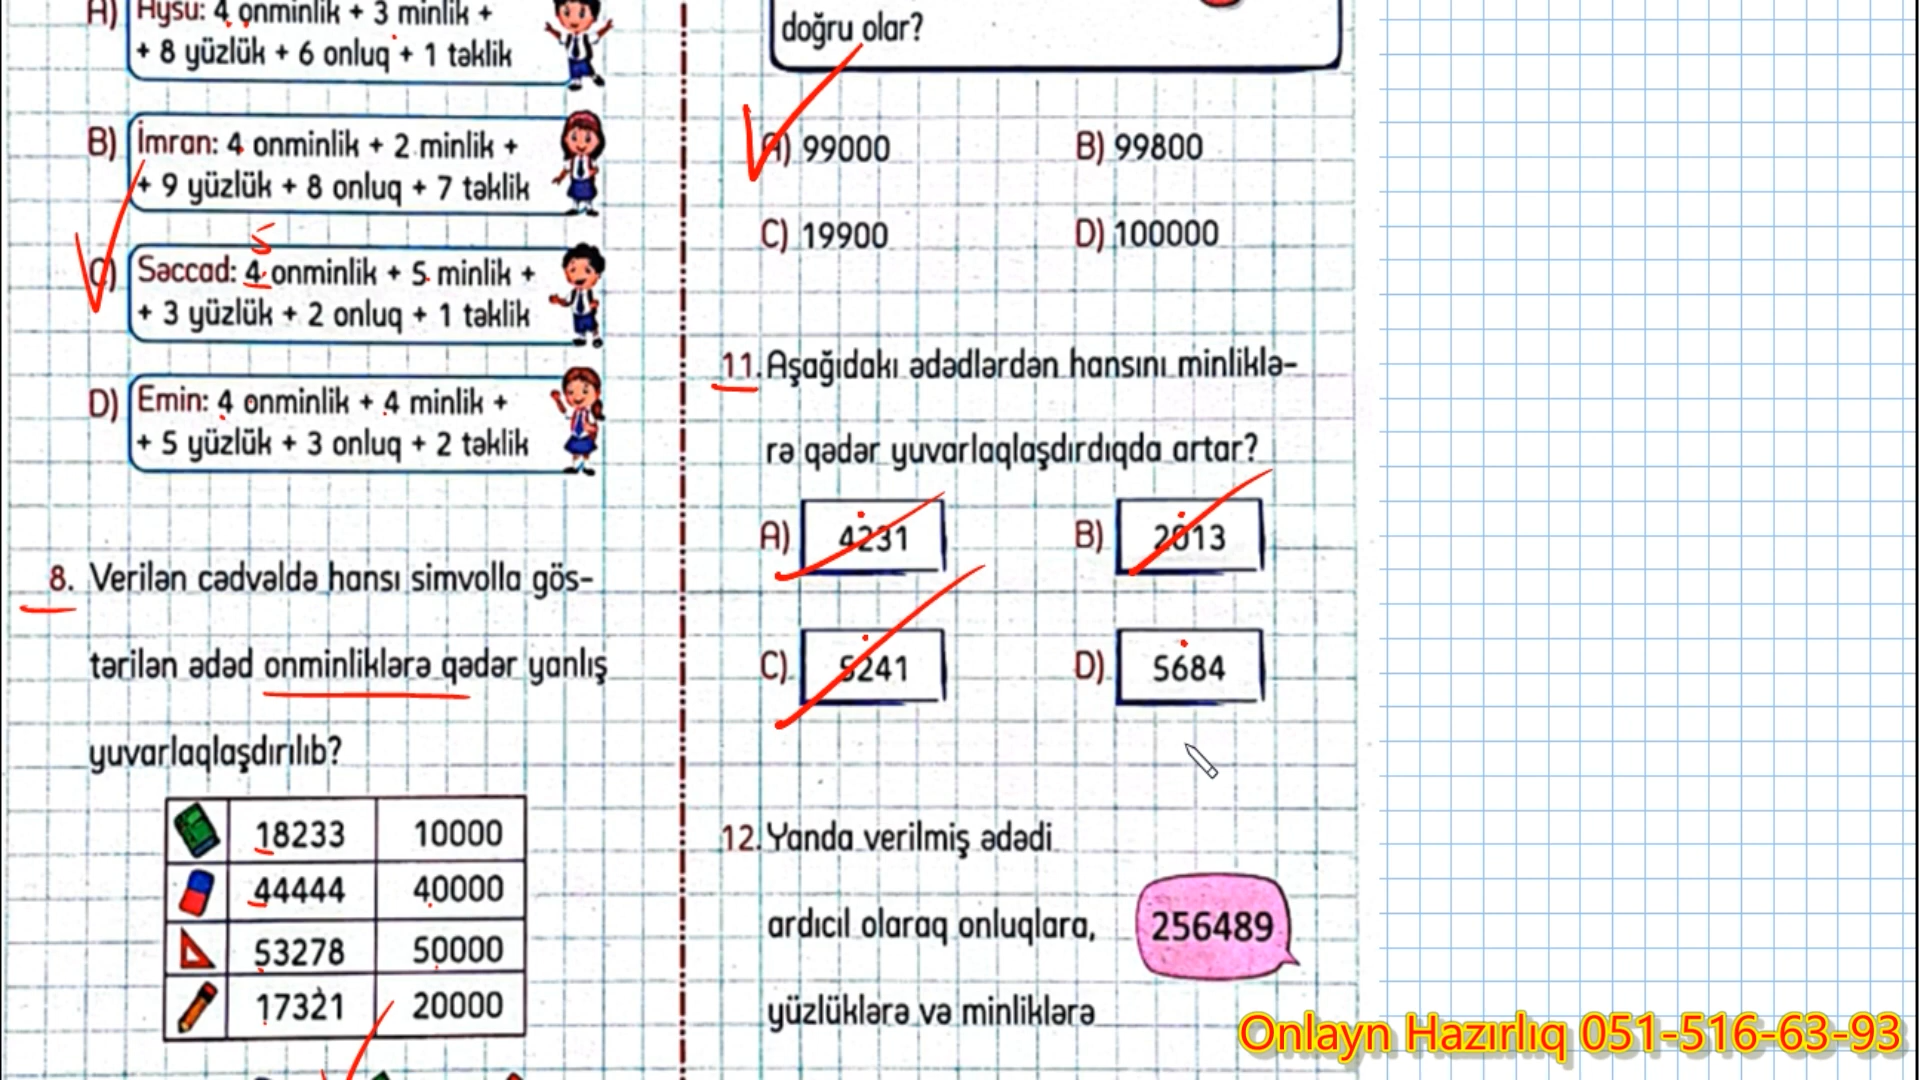 A) Aysu: 4 onminlik + 3 minlik +
+ 8 yüzlük + 6 onluq + 1 təklik
B) İmran: 4 onminlik + 2 minlik +
+ 9 yüzlük + 8 onluq + 7 təklik
5
C) Səccad: 4 onminlik + 5 minlik +
+ 3 yüzlük + 2 onluq + 1 təklik
D) Emin: 4 onminlik + 4 minlik +
+ 5 yüzlük + 3 onluq + 2 təklik
8. Verilən cədvəldə hansı simvolla gös-
tərilən ədəd onminliklərə qədər yanlış
yuvarlaqlaşdırılıb?
18233 10000
44444 40000
53278 50000
17321 20000
doğru olar?
A) 99000 B) 99800
C) 19900 D) 100000
11. Aşağıdakı ədədlərdən hansını minliklə-
rə qədər yuvarlaqlaşdırdıqda artar?
A) 4231 B) 2013
C) 5241 D) 5684
12. Yanda verilmiş ədədi
ardıcıl olaraq onluqlara,
256489
yüzlüklərə və minliklərə
Onlayn Hazırlıq 051-516-63-93